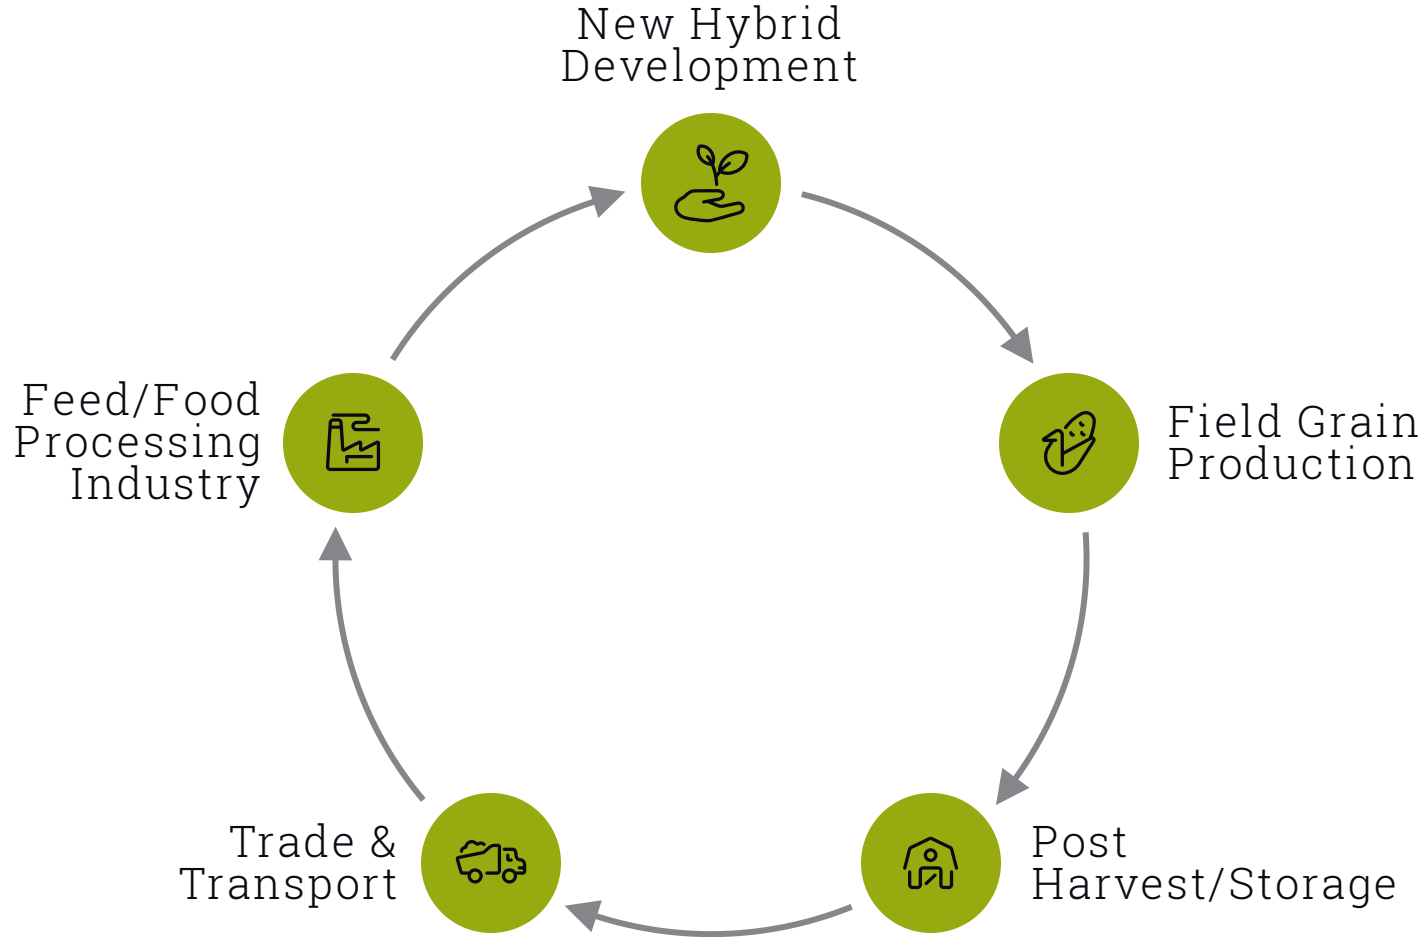 New Hybrid
Development
Field Grain
Production
Post
Harvest/Storage
Trade &
Transport
Feed/Food
Processing
Industry